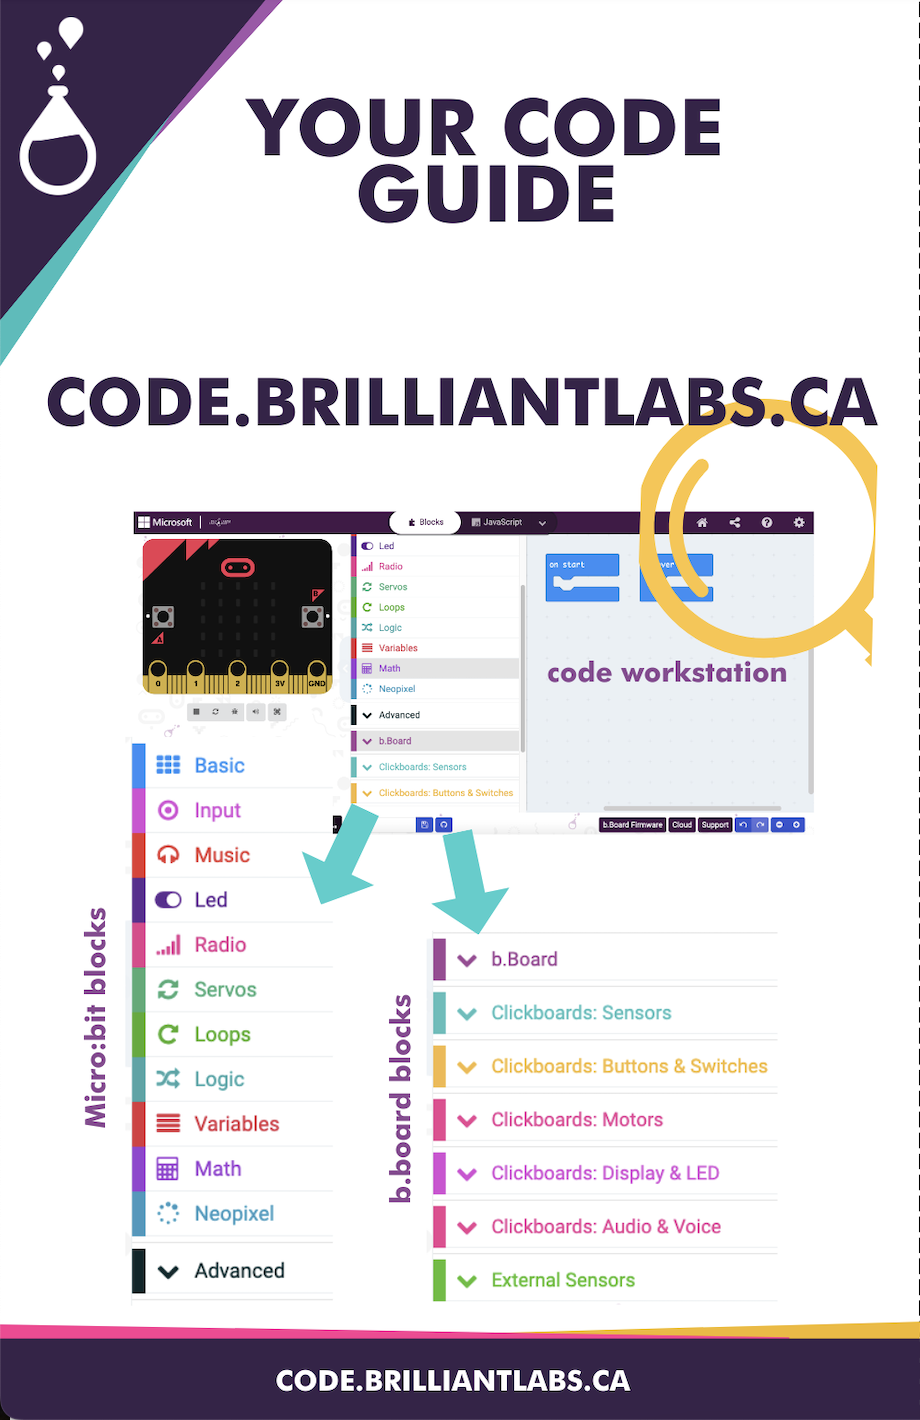 YOUR CODE
GUIDE
CODE.BRILLIANTLABS.CA
Microsoft
Blocks
JavaScript
Led
Radio
Servos
Loops
Logic
Variables
Math
Neopixel
Advanced
b.Board
Clickboards: Sensors
Clickboards: Buttons & Switches
on start
ver
code workstation
A
B
0 1 2 3V GND
b.Board Firmware
Cloud
Support
Micro:bit blocks
Basic
Input
Music
Led
Radio
Servos
Loops
Logic
Variables
Math
Neopixel
Advanced
b.board blocks
b.Board
Clickboards: Sensors
Clickboards: Buttons & Switches
Clickboards: Motors
Clickboards: Display & LED
Clickboards: Audio & Voice
External Sensors
CODE.BRILLIANTLABS.CA